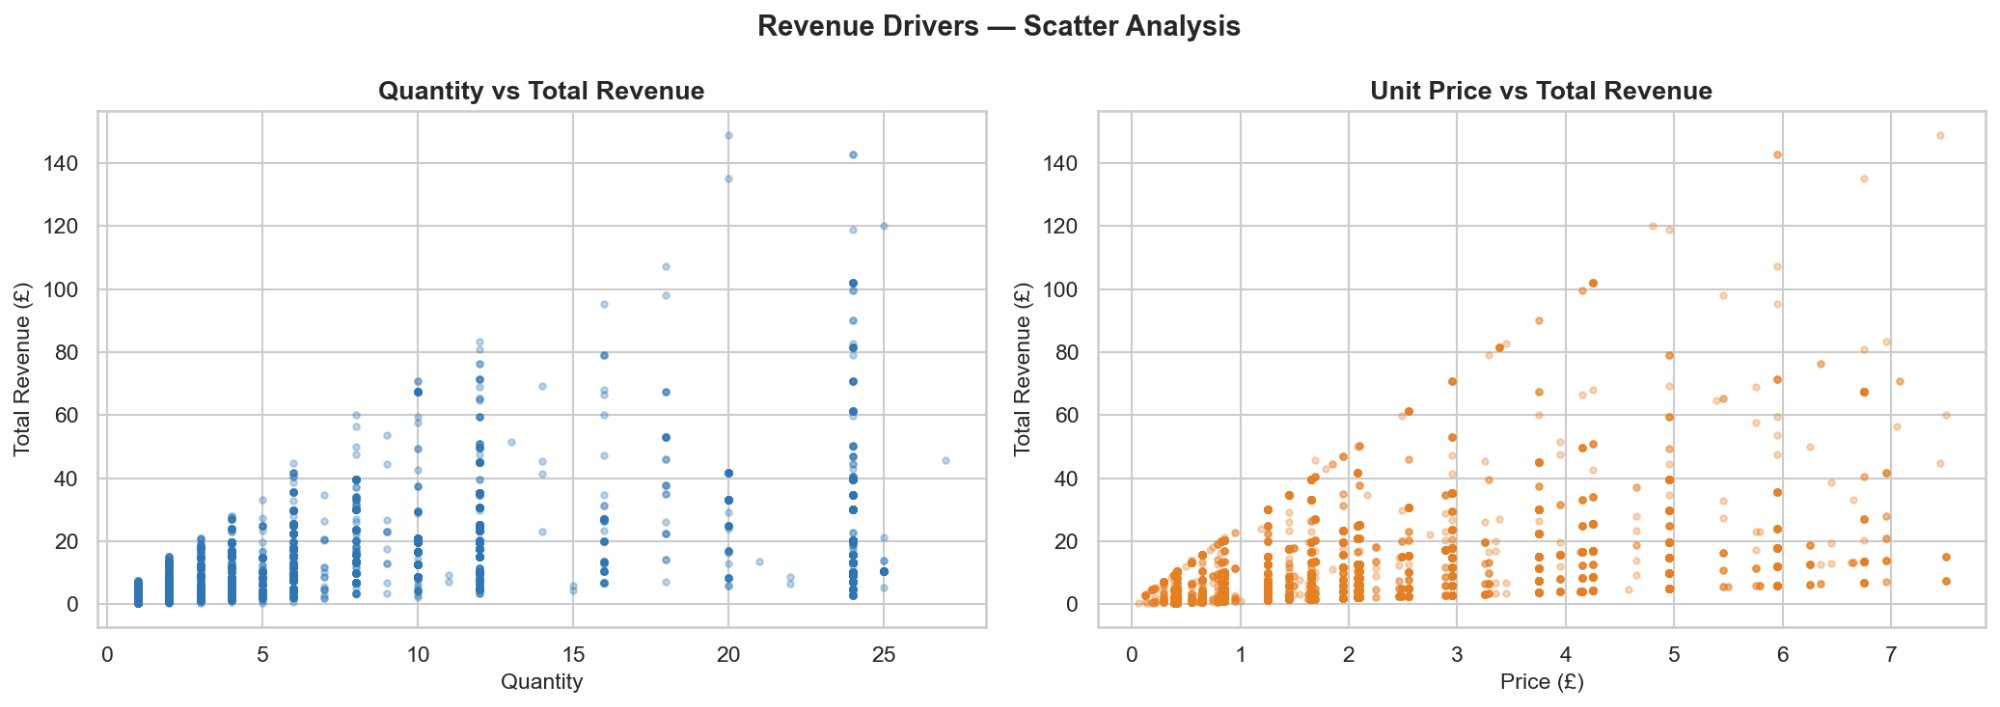 Revenue Drivers — Scatter Analysis
Quantity vs Total Revenue
Total Revenue (£)
140
120
100
80
60
40
20
0
0 5 10 15 20 25
Quantity
Unit Price vs Total Revenue
Total Revenue (£)
140
120
100
80
60
40
20
0
0 1 2 3 4 5 6 7
Price (£)